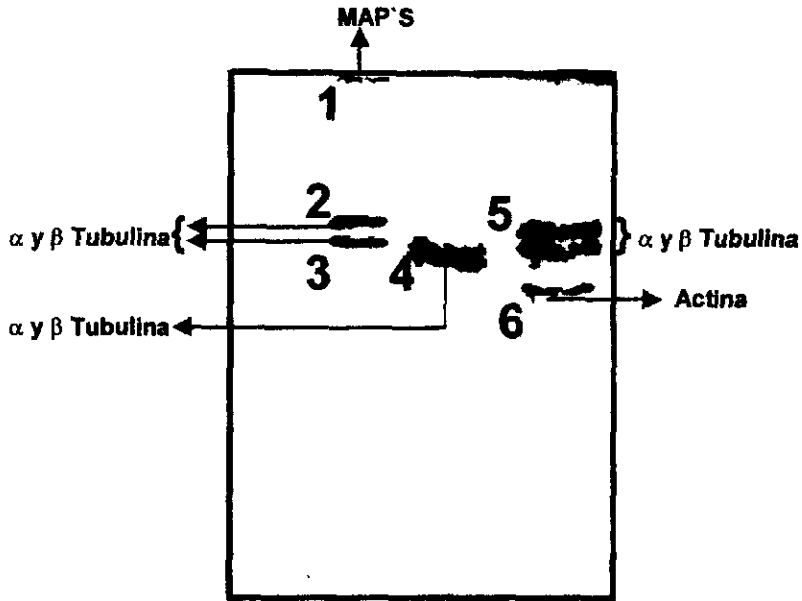 MAP`S
1
2
α y β Tubulina{
3
4
5
} α y β Tubulina
6
Actina
α y β Tubulina